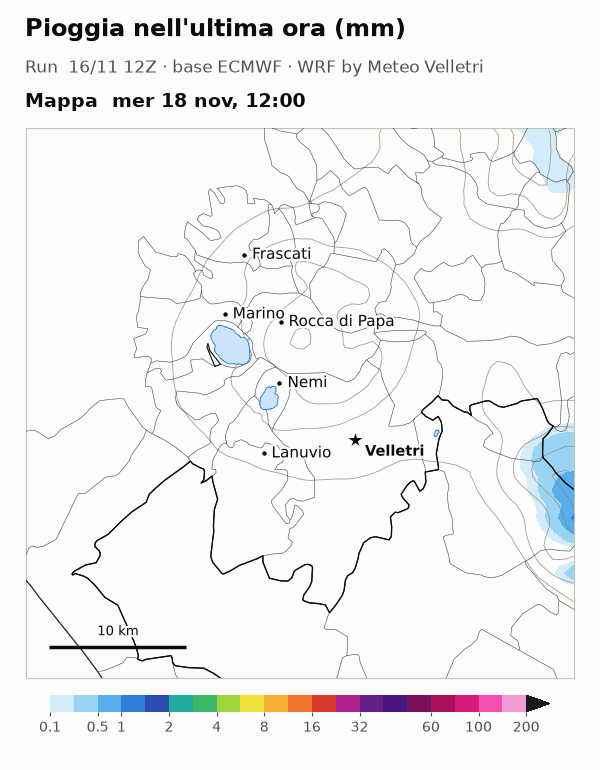 Pioggia nell'ultima ora (mm)
Run  16/11 12Z · base ECMWF · WRF by Meteo Velletri
Mappa  mer 18 nov, 12:00
Frascati
Marino
Rocca di Papa
Nemi
Velletri
Lanuvio
10 km
0.1 0.5 1 2 4 8 16 32 60 100 200